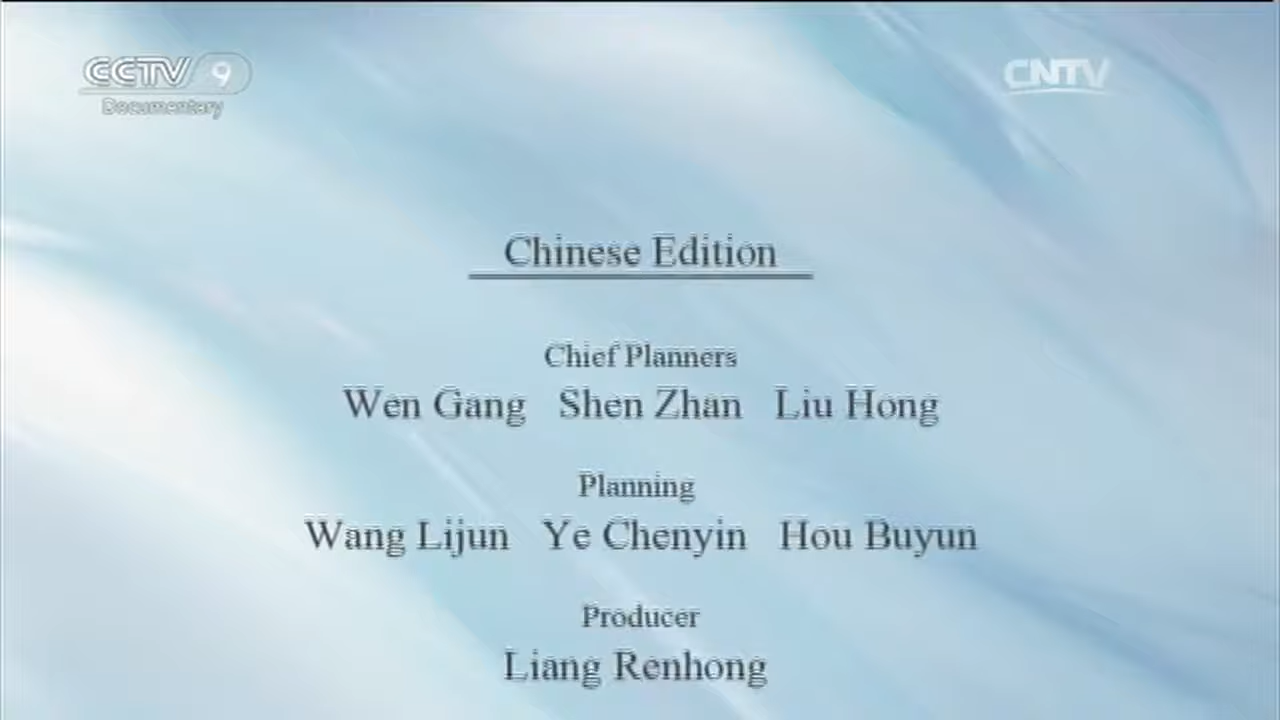 CCTV 9
Documentary
CNTV
Chinese Edition
Chief Planners
Wen Gang Shen Zhan Liu Hong
Planning
Wang Lijun Ye Chenyin Hou Buyun
Producer
Liang Renhong